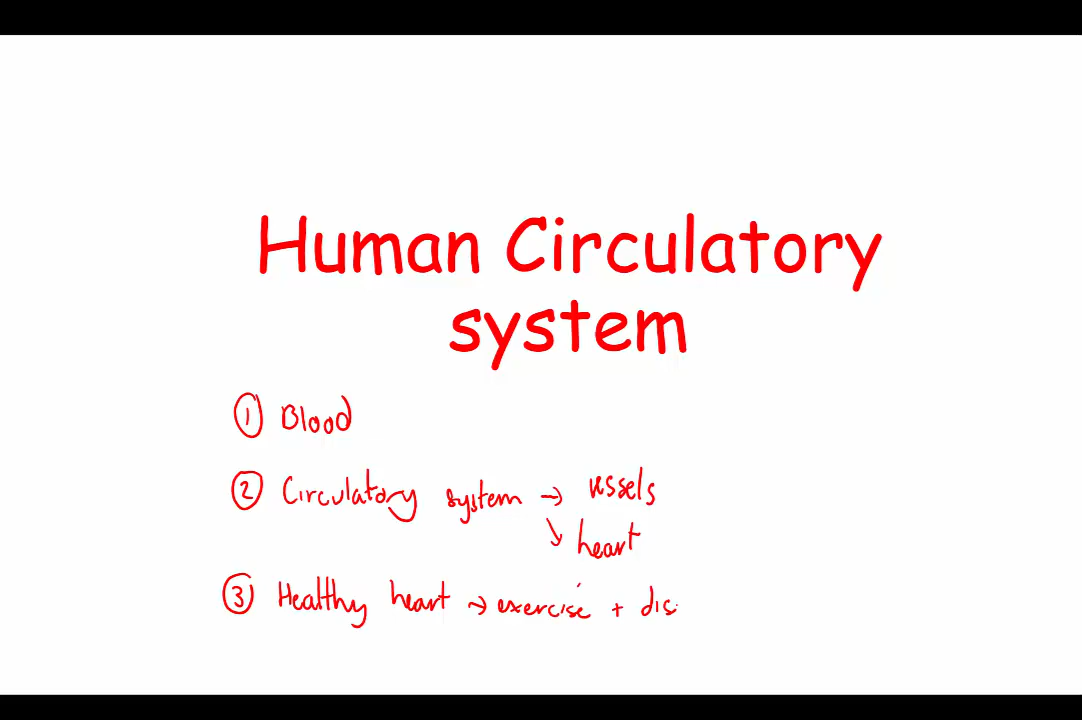 Human Circulatory
system
① Blood
② Circulatory system → vessels
↘ heart
③ Healthy heart → exercise + dis